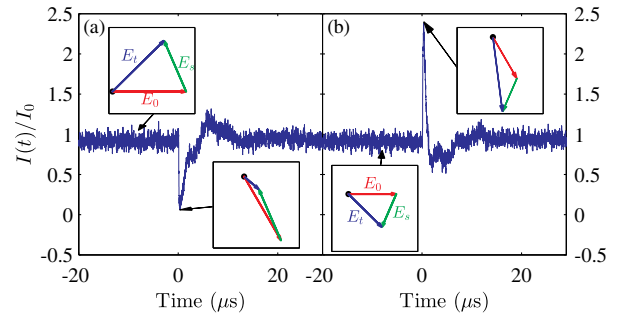 (a) (b)
I(t)/I₀
2.5 2.5
2 2
1.5 1.5
1 1
0.5 0.5
0 0
-0.5 -0.5
E_t E_s E_0
E_0 E_t E_s
-20 0 20 -20 0 20
Time (μs) Time (μs)